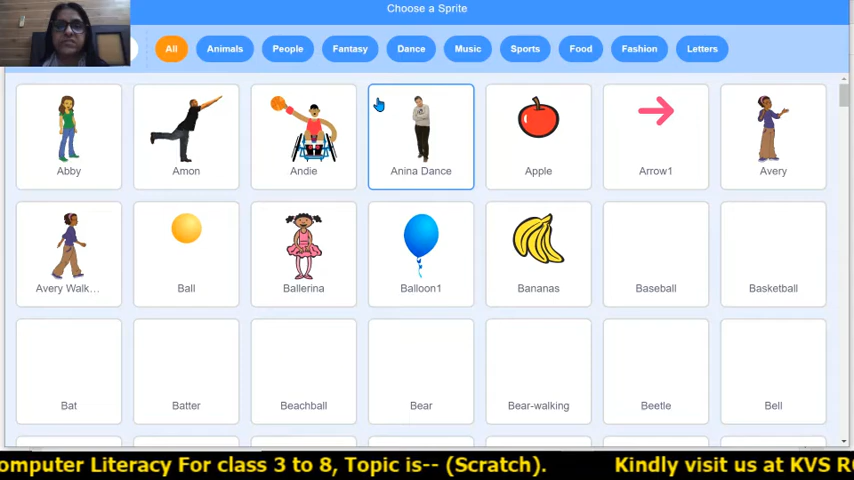 Choose a Sprite
All Animals People Fantasy Dance Music Sports Food Fashion Letters
Abby Amon Andie Anina Dance Apple Arrow1 Avery
Avery Walk... Ball Ballerina Balloon1 Bananas Baseball Basketball
Bat Batter Beachball Bear Bear-walking Beetle Bell
omputer Literacy For class 3 to 8, Topic is-- (Scratch). Kindly visit us at KVS R